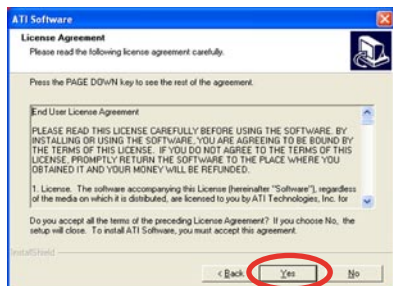 ATI Software
License Agreement
Please read the following license agreement carefully.
Press the PAGE DOWN key to see the rest of the agreement.
End User License Agreement
PLEASE READ THIS LICENSE CAREFULLY BEFORE USING THE SOFTWARE. BY
INSTALLING OR USING THE SOFTWARE, YOU ARE AGREEING TO BE BOUND BY
THE TERMS OF THIS LICENSE. IF YOU DO NOT AGREE TO THE TERMS OF THIS
LICENSE, PROMPTLY RETURN THE SOFTWARE TO THE PLACE WHERE YOU
OBTAINED IT AND YOUR MONEY WILL BE REFUNDED.
1. License. The software accompanying this License (hereinafter "Software"), regardless
of the media on which it is distributed, are licensed to you by ATI Technologies, Inc. for
Do you accept all the terms of the preceding License Agreement? If you choose No, the
setup will close. To install ATI Software, you must accept this agreement.
InstallShield
< Back Yes No